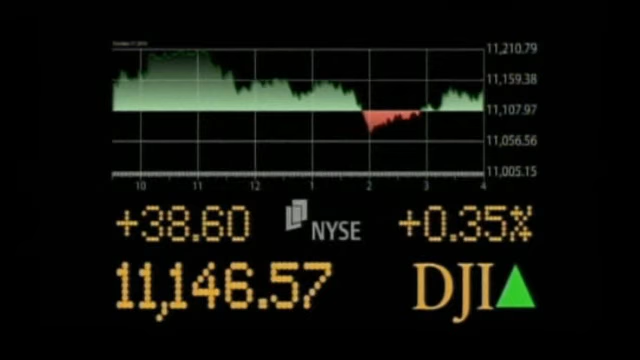 11,210.79
11,159.38
11,107.97
11,056.56
11,005.15
10 11 12 1 2 3 4
+38.60 NYSE +0.35%
11,146.57 DJI